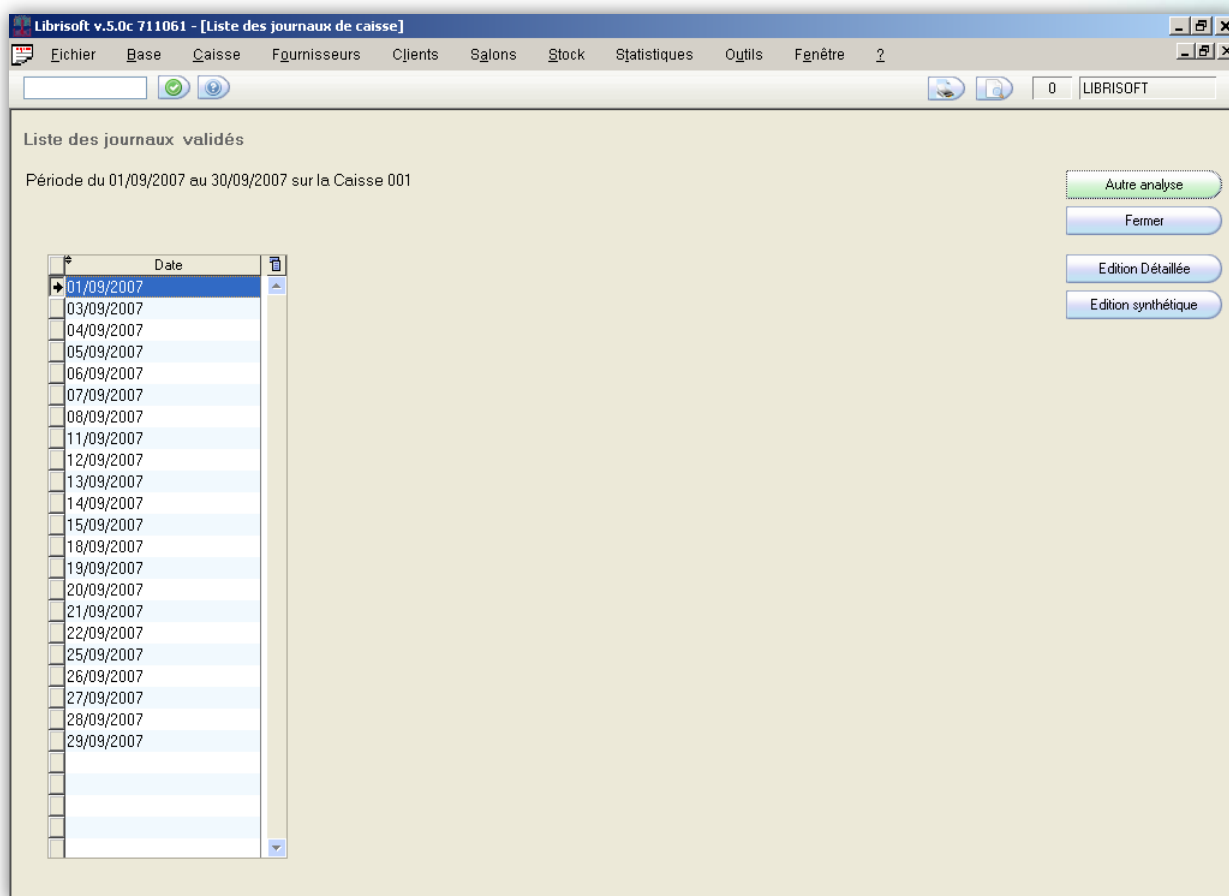 Librisoft v.5.0c 711061 - [Liste des journaux de caisse]
Fichier Base Caisse Fournisseurs Clients Salons Stock Statistiques Outils Fenêtre ?
0 LIBRISOFT
Liste des journaux validés
Période du 01/09/2007 au 30/09/2007 sur la Caisse 001
Autre analyse
Fermer
Edition Détaillée
Edition synthétique
Date
01/09/2007
03/09/2007
04/09/2007
05/09/2007
06/09/2007
07/09/2007
08/09/2007
11/09/2007
12/09/2007
13/09/2007
14/09/2007
15/09/2007
18/09/2007
19/09/2007
20/09/2007
21/09/2007
22/09/2007
25/09/2007
26/09/2007
27/09/2007
28/09/2007
29/09/2007